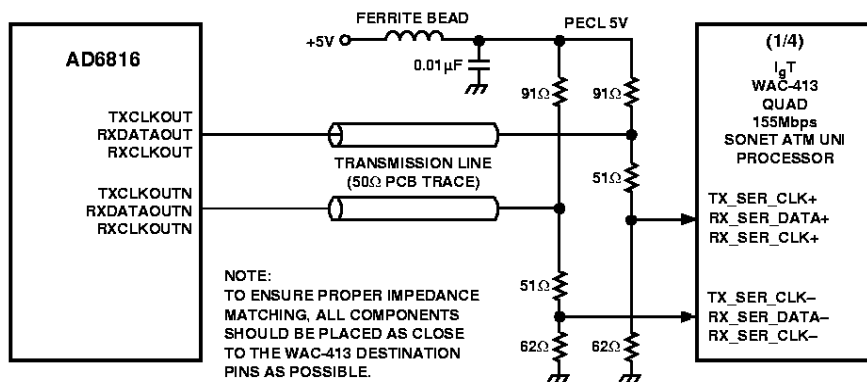 FERRITE BEAD
PECL 5V
+5V
0.01µF
AD6816
TXCLKOUT
RXDATAOUT
RXCLKOUT
TXCLKOUTN
RXDATAOUTN
RXCLKOUTN
TRANSMISSION LINE
(50Ω PCB TRACE)
91Ω
91Ω
51Ω
51Ω
62Ω
62Ω
(1/4)
IgT
WAC-413
QUAD
155Mbps
SONET ATM UNI
PROCESSOR
TX_SER_CLK+
RX_SER_DATA+
RX_SER_CLK+
TX_SER_CLK–
RX_SER_DATA–
RX_SER_CLK–
NOTE:
TO ENSURE PROPER IMPEDANCE
MATCHING, ALL COMPONENTS
SHOULD BE PLACED AS CLOSE
TO THE WAC-413 DESTINATION
PINS AS POSSIBLE.